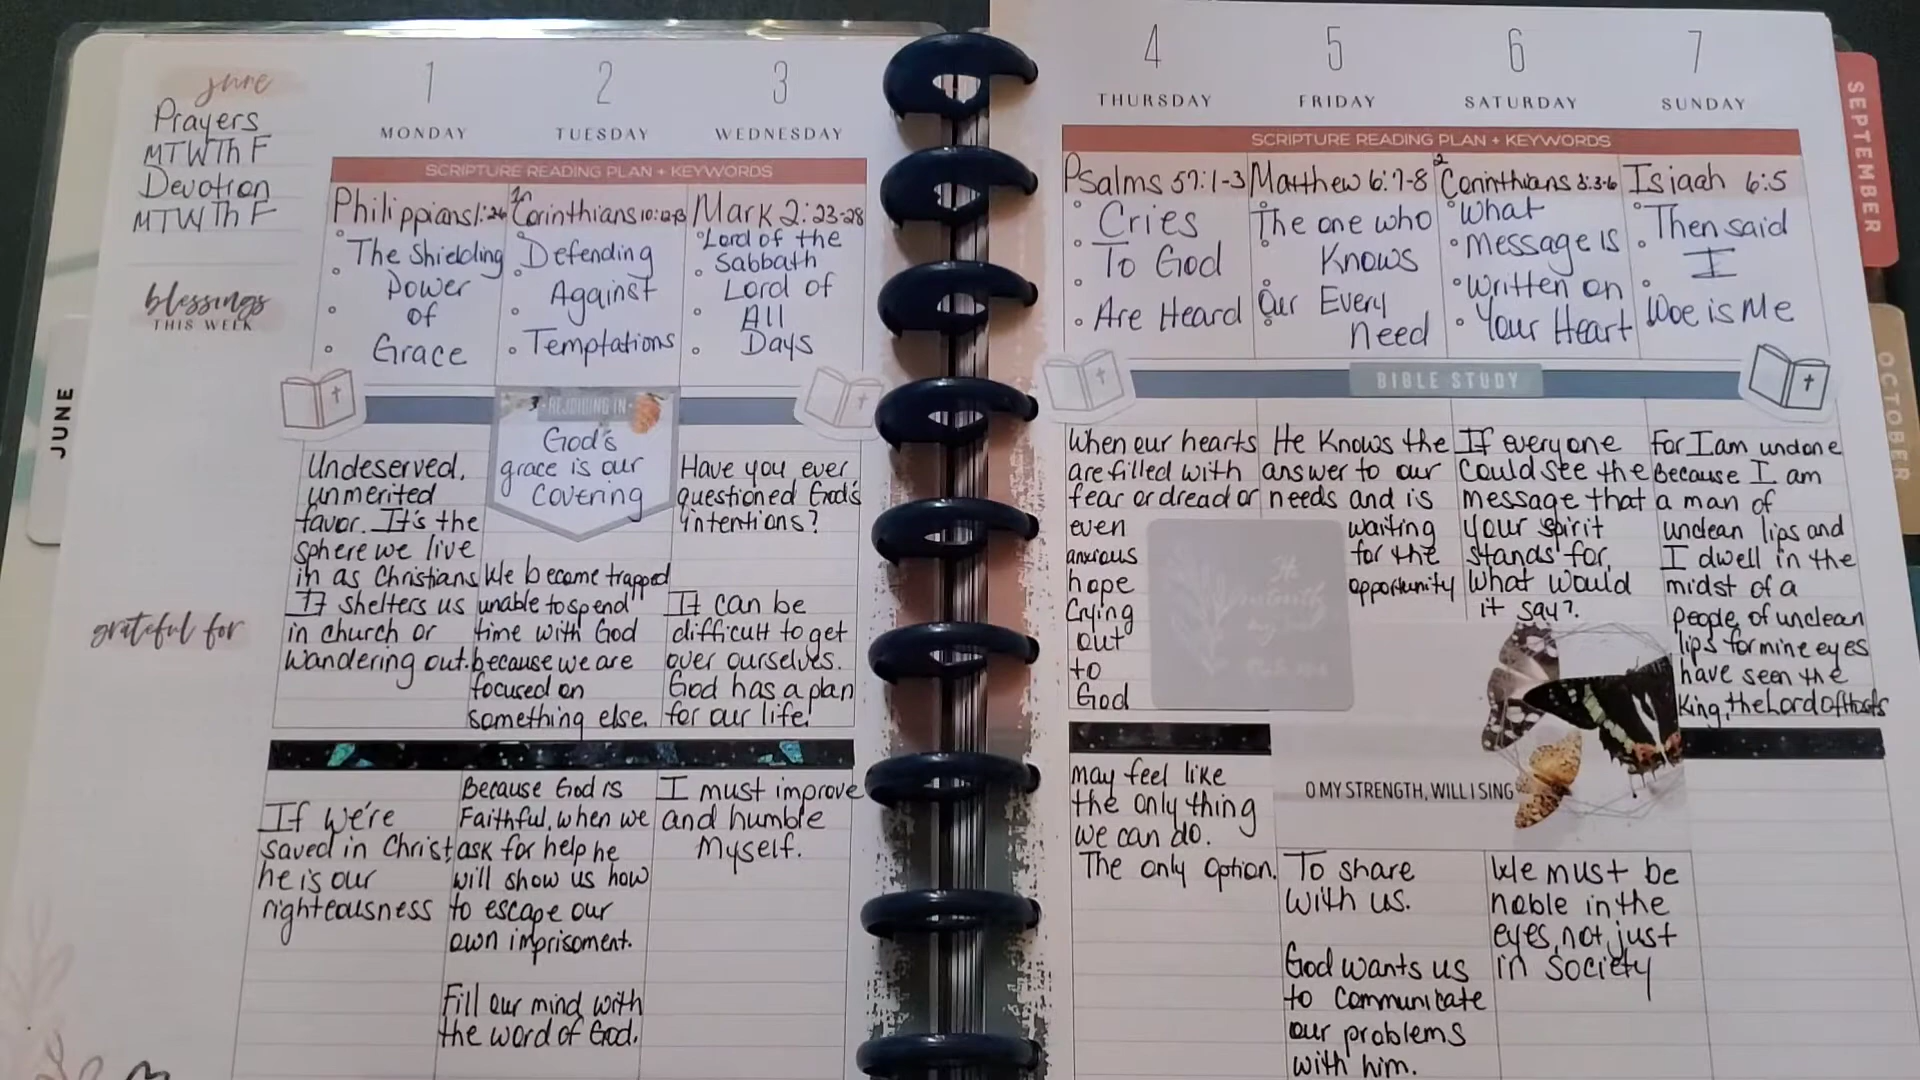 june
Prayers
MTWThF
Devotion
MTWThF
blessings
THIS WEEK
grateful for
JUNE
1
MONDAY
2
TUESDAY
3
WEDNESDAY
SCRIPTURE READING PLAN + KEYWORDS
Philippians 1:
The Shielding
Power
of
Grace
Corinthians 10:
Defending
Against
Temptations
Mark 2:23-28
Lord of the
Sabbath
Lord of
All
Days
Undeserved,
unmerited
favor. It's the
sphere we live
in as Christians
It shelters us
in church or
wandering out.
REJOICING IN
God's
grace is our
covering
We become trapped
unable to spend
time with God
because we are
focused on
something else.
Have you ever
questioned God's
intentions?
It can be
difficult to get
over ourselves.
God has a plan
for our life!
If we're
saved in Christ
he is our
righteousness
Because God is
Faithful, when we
ask for help he
will show us how
to escape our
own imprisoment.
Fill our mind with
the word of God.
I must improve
and humble
Myself.
4
THURSDAY
5
FRIDAY
6
SATURDAY
7
SUNDAY
SCRIPTURE READING PLAN + KEYWORDS
Psalms 57:1-3
Cries
To God
Are Heard
Matthew 6:7-8
The one who
Knows
Our Every
Need
2
Corinthians 3:3-6
What
Message is
Written on
Your Heart
Isiaah 6:5
Then said
I
Woe is Me
BIBLE STUDY
When our hearts
are filled with
fear or dread or
even
anxious
hope
Crying
out
to
God
He Knows the
answer to our
needs and is
waiting
for the
opportunity
If everyone
could see the
message that
your spirit
stands for,
what would
it say?
For I am undone
Because I am
a man of
unclean lips and
I dwell in the
midst of a
people of unclean
lips for mine eyes
have seen the
King, the Lord of Hosts
may feel like
the only thing
we can do.
The only option.
O MY STRENGTH, WILL I SING
To share
with us.
God wants us
to communicate
our problems
with him.
We must be
noble in the
eyes, not just
in society
SEPTEMBER
OCTOBER